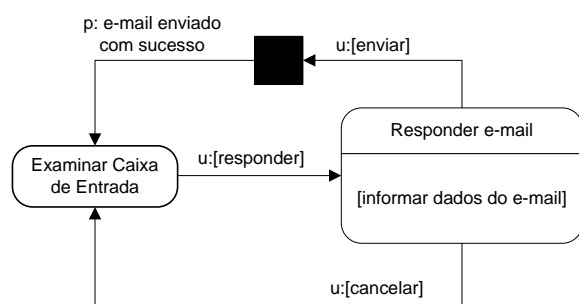 p: e-mail enviado
com sucesso
u:[enviar]
Responder e-mail
Examinar Caixa
de Entrada
u:[responder]
[informar dados do e-mail]
u:[cancelar]